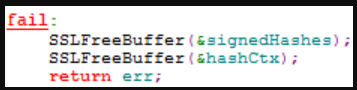 fail:
SSLFreeBuffer(&signedHashes);
SSLFreeBuffer(&hashCtx);
return err;